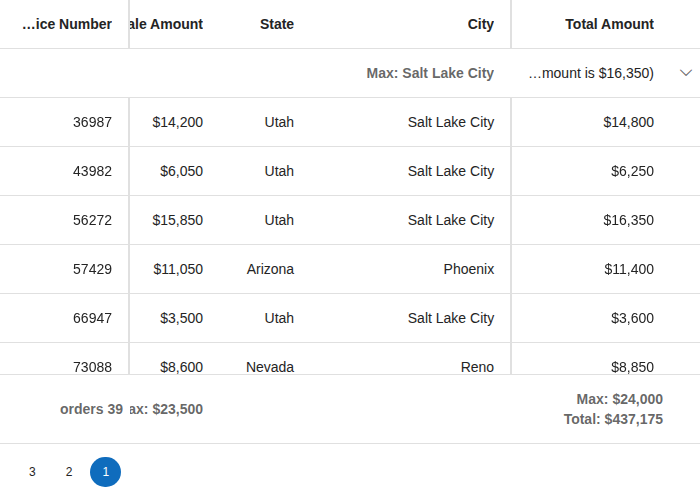 …ice Number ale Amount State City Total Amount
Max: Salt Lake City …mount is $16,350)
36987 $14,200 Utah Salt Lake City $14,800
43982 $6,050 Utah Salt Lake City $6,250
56272 $15,850 Utah Salt Lake City $16,350
57429 $11,050 Arizona Phoenix $11,400
66947 $3,500 Utah Salt Lake City $3,600
73088 $8,600 Nevada Reno $8,850
orders 39 ax: $23,500 Max: $24,000
Total: $437,175
3 2 1